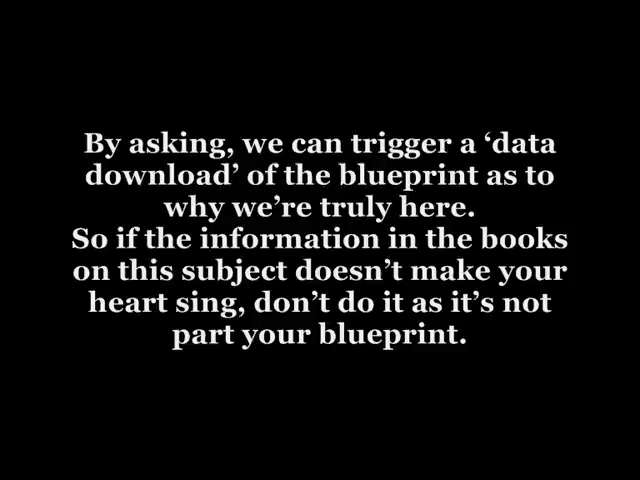 By asking, we can trigger a ‘data
download’ of the blueprint as to
why we’re truly here.
So if the information in the books
on this subject doesn’t make your
heart sing, don’t do it as it’s not
part your blueprint.